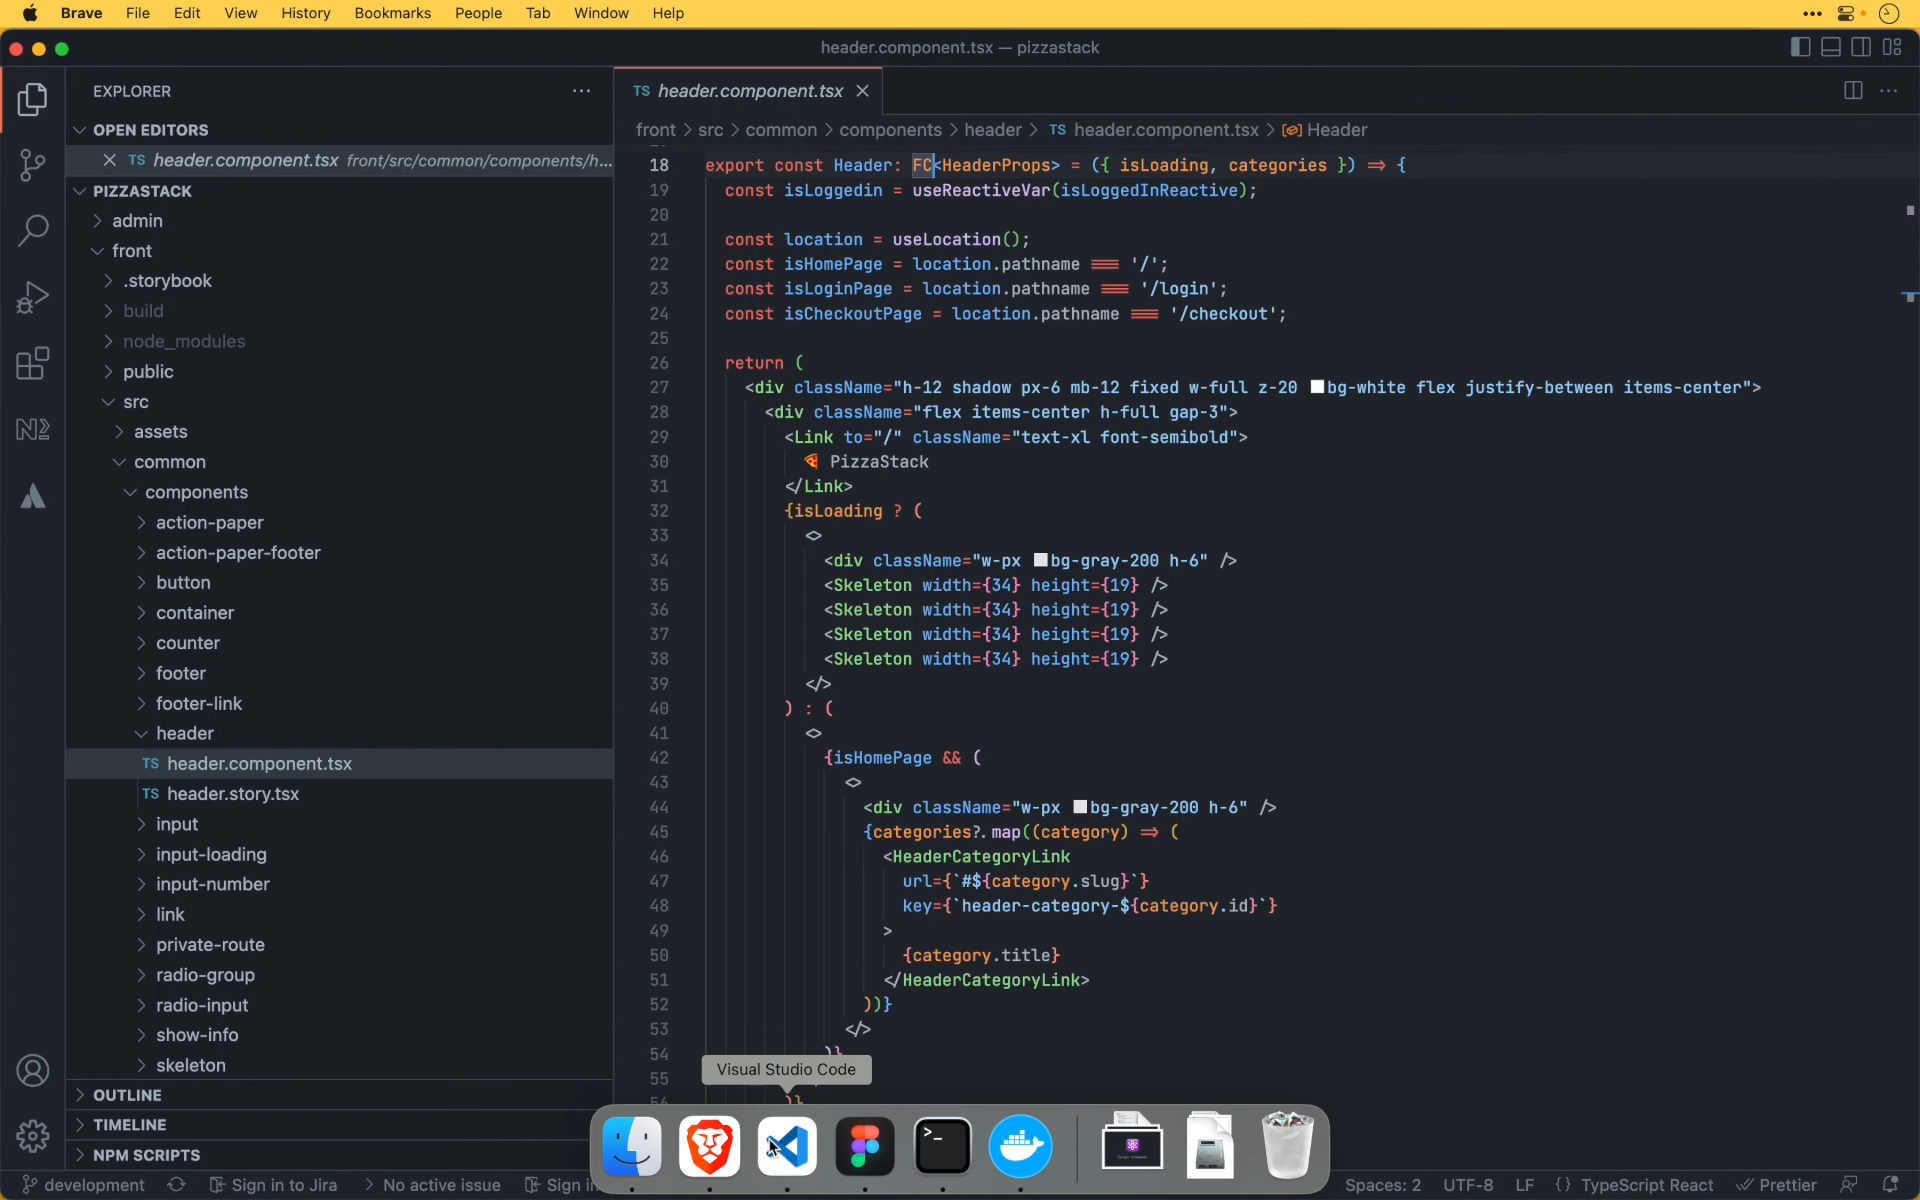 Brave File Edit View History Bookmarks People Tab Window Help
header.component.tsx — pizzastack
EXPLORER
OPEN EDITORS
TS header.component.tsx front/src/common/components/h...
PIZZASTACK
admin
front
.storybook
build
node_modules
public
src
assets
common
components
action-paper
action-paper-footer
button
container
counter
footer
footer-link
header
TS header.component.tsx
TS header.story.tsx
input
input-loading
input-number
link
private-route
radio-group
radio-input
show-info
skeleton
OUTLINE
TIMELINE
NPM SCRIPTS
TS header.component.tsx
front > src > common > components > header > TS header.component.tsx > Header
18 export const Header: FC<HeaderProps> = ({ isLoading, categories }) => {
19 const isLoggedin = useReactiveVar(isLoggedInReactive);
20
21 const location = useLocation();
22 const isHomePage = location.pathname === '/';
23 const isLoginPage = location.pathname === '/login';
24 const isCheckoutPage = location.pathname === '/checkout';
25
26 return (
27 <div className="h-12 shadow px-6 mb-12 fixed w-full z-20 bg-white flex justify-between items-center">
28 <div className="flex items-center h-full gap-3">
29 <Link to="/" className="text-xl font-semibold">
30 🍕 PizzaStack
31 </Link>
32 {isLoading ? (
33 <>
34 <div className="w-px bg-gray-200 h-6" />
35 <Skeleton width={34} height={19} />
36 <Skeleton width={34} height={19} />
37 <Skeleton width={34} height={19} />
38 <Skeleton width={34} height={19} />
39 </>
40 ) : (
41 <>
42 {isHomePage && (
43 <>
44 <div className="w-px bg-gray-200 h-6" />
45 {categories?.map((category) => (
46 <HeaderCategoryLink
47 url={`#${category.slug}`}
48 key={`header-category-${category.id}`}
49 >
50 {category.title}
51 </HeaderCategoryLink>
52 ))}
53 </>
54 )}
55
56 )}
Visual Studio Code
development Sign in to Jira No active issue Sign in Spaces: 2 UTF-8 LF {} TypeScript React Prettier